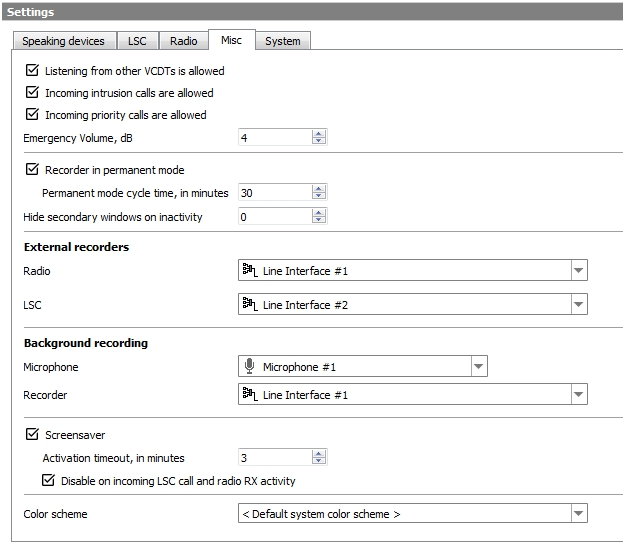 Settings
Speaking devices LSC Radio Misc System
Listening from other VCDTs is allowed
Incoming intrusion calls are allowed
Incoming priority calls are allowed
Emergency Volume, dB 4
Recorder in permanent mode
Permanent mode cycle time, in minutes 30
Hide secondary windows on inactivity 0
External recorders
Radio Line Interface #1
LSC Line Interface #2
Background recording
Microphone Microphone #1
Recorder Line Interface #1
Screensaver
Activation timeout, in minutes 3
Disable on incoming LSC call and radio RX activity
Color scheme < Default system color scheme >